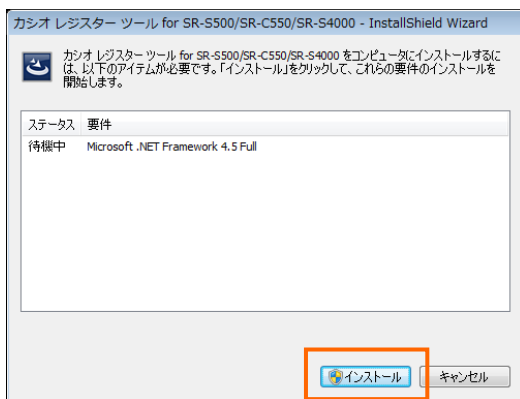 カシオ レジスター ツール for SR-S500/SR-C550/SR-S4000 - InstallShield Wizard
カシオ レジスター ツール for SR-S500/SR-C550/SR-S4000 をコンピュータにインストールするに
は、以下のアイテムが必要です。「インストール」をクリックして、これらの要件のインストールを
開始します。
ステータス 要件
待機中 Microsoft .NET Framework 4.5 Full
インストール キャンセル